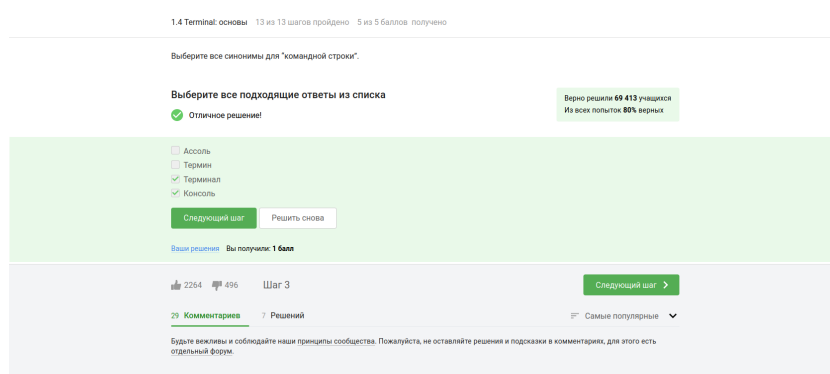 1.4 Terminal: основы 13 из 13 шагов пройдено 5 из 5 баллов получено
Выберите все синонимы для "командной строки".
Выберите все подходящие ответы из списка
Отличное решение!
Верно решили 69 413 учащихся
Из всех попыток 80% верных
Ассоль
Термин
Терминал
Консоль
Следующий шаг Решить снова
Ваши решения Вы получили: 1 балл
2264 496 Шаг 3 Следующий шаг
29 Комментариев 7 Решений Самые популярные
Будьте вежливы и соблюдайте наши принципы сообщества. Пожалуйста, не оставляйте решения и подсказки в комментариях, для этого есть
отдельный форум.